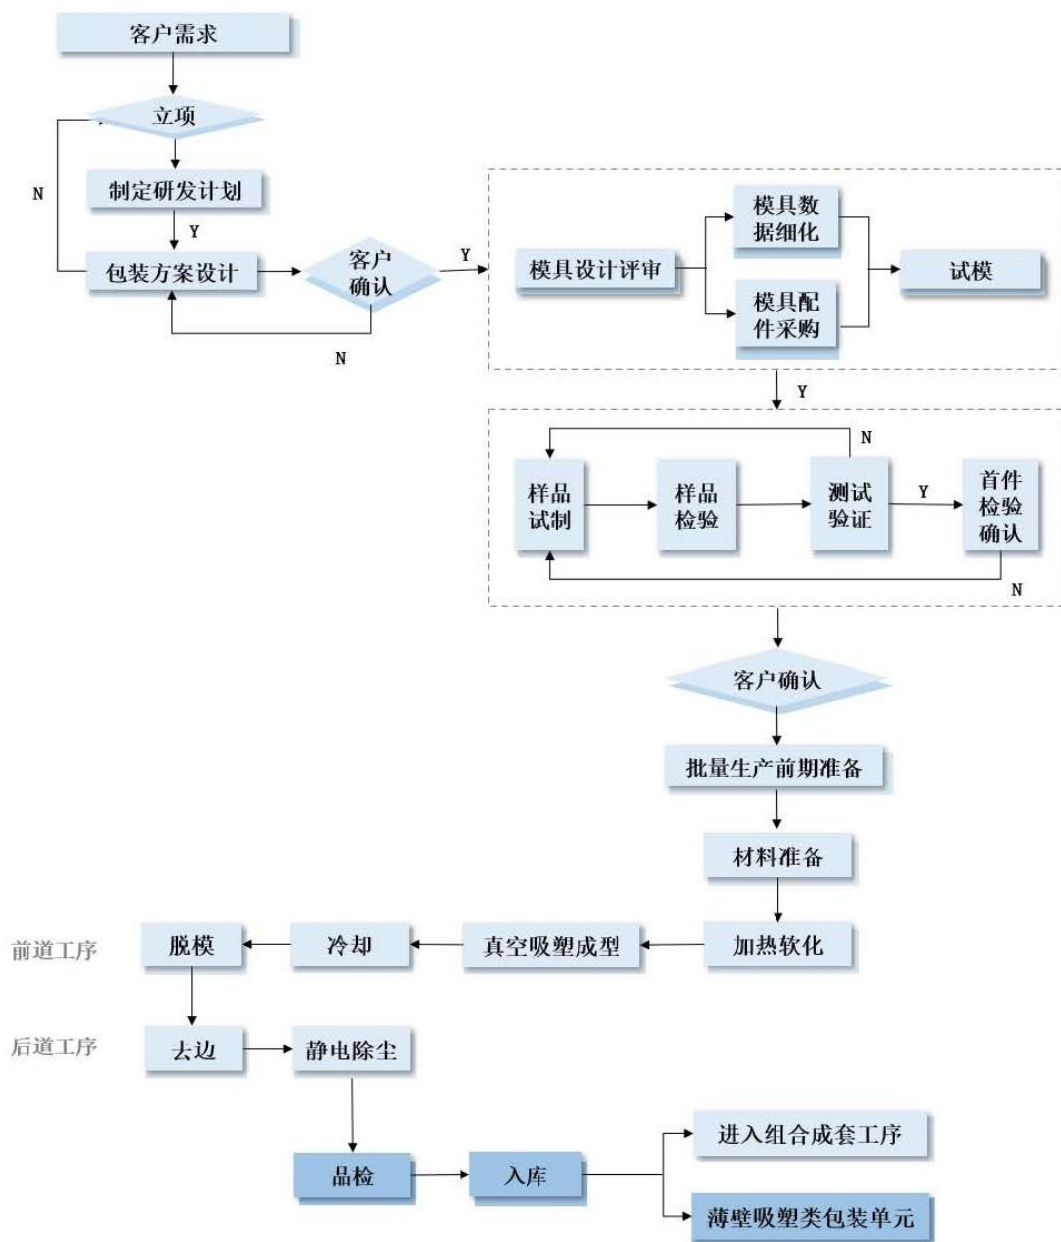 客户需求
立项
N
制定研发计划
Y
包装方案设计
客户
确认
Y
N
模具设计评审
模具数
据细化
模具配
件采购
试模
Y
N
样品
试制
样品
检验
测试
验证
Y
首件
检验
确认
N
客户确认
批量生产前期准备
材料准备
前道工序
脱模
冷却
真空吸塑成型
加热软化
后道工序
去边
静电除尘
品检
入库
进入组合成套工序
薄壁吸塑类包装单元